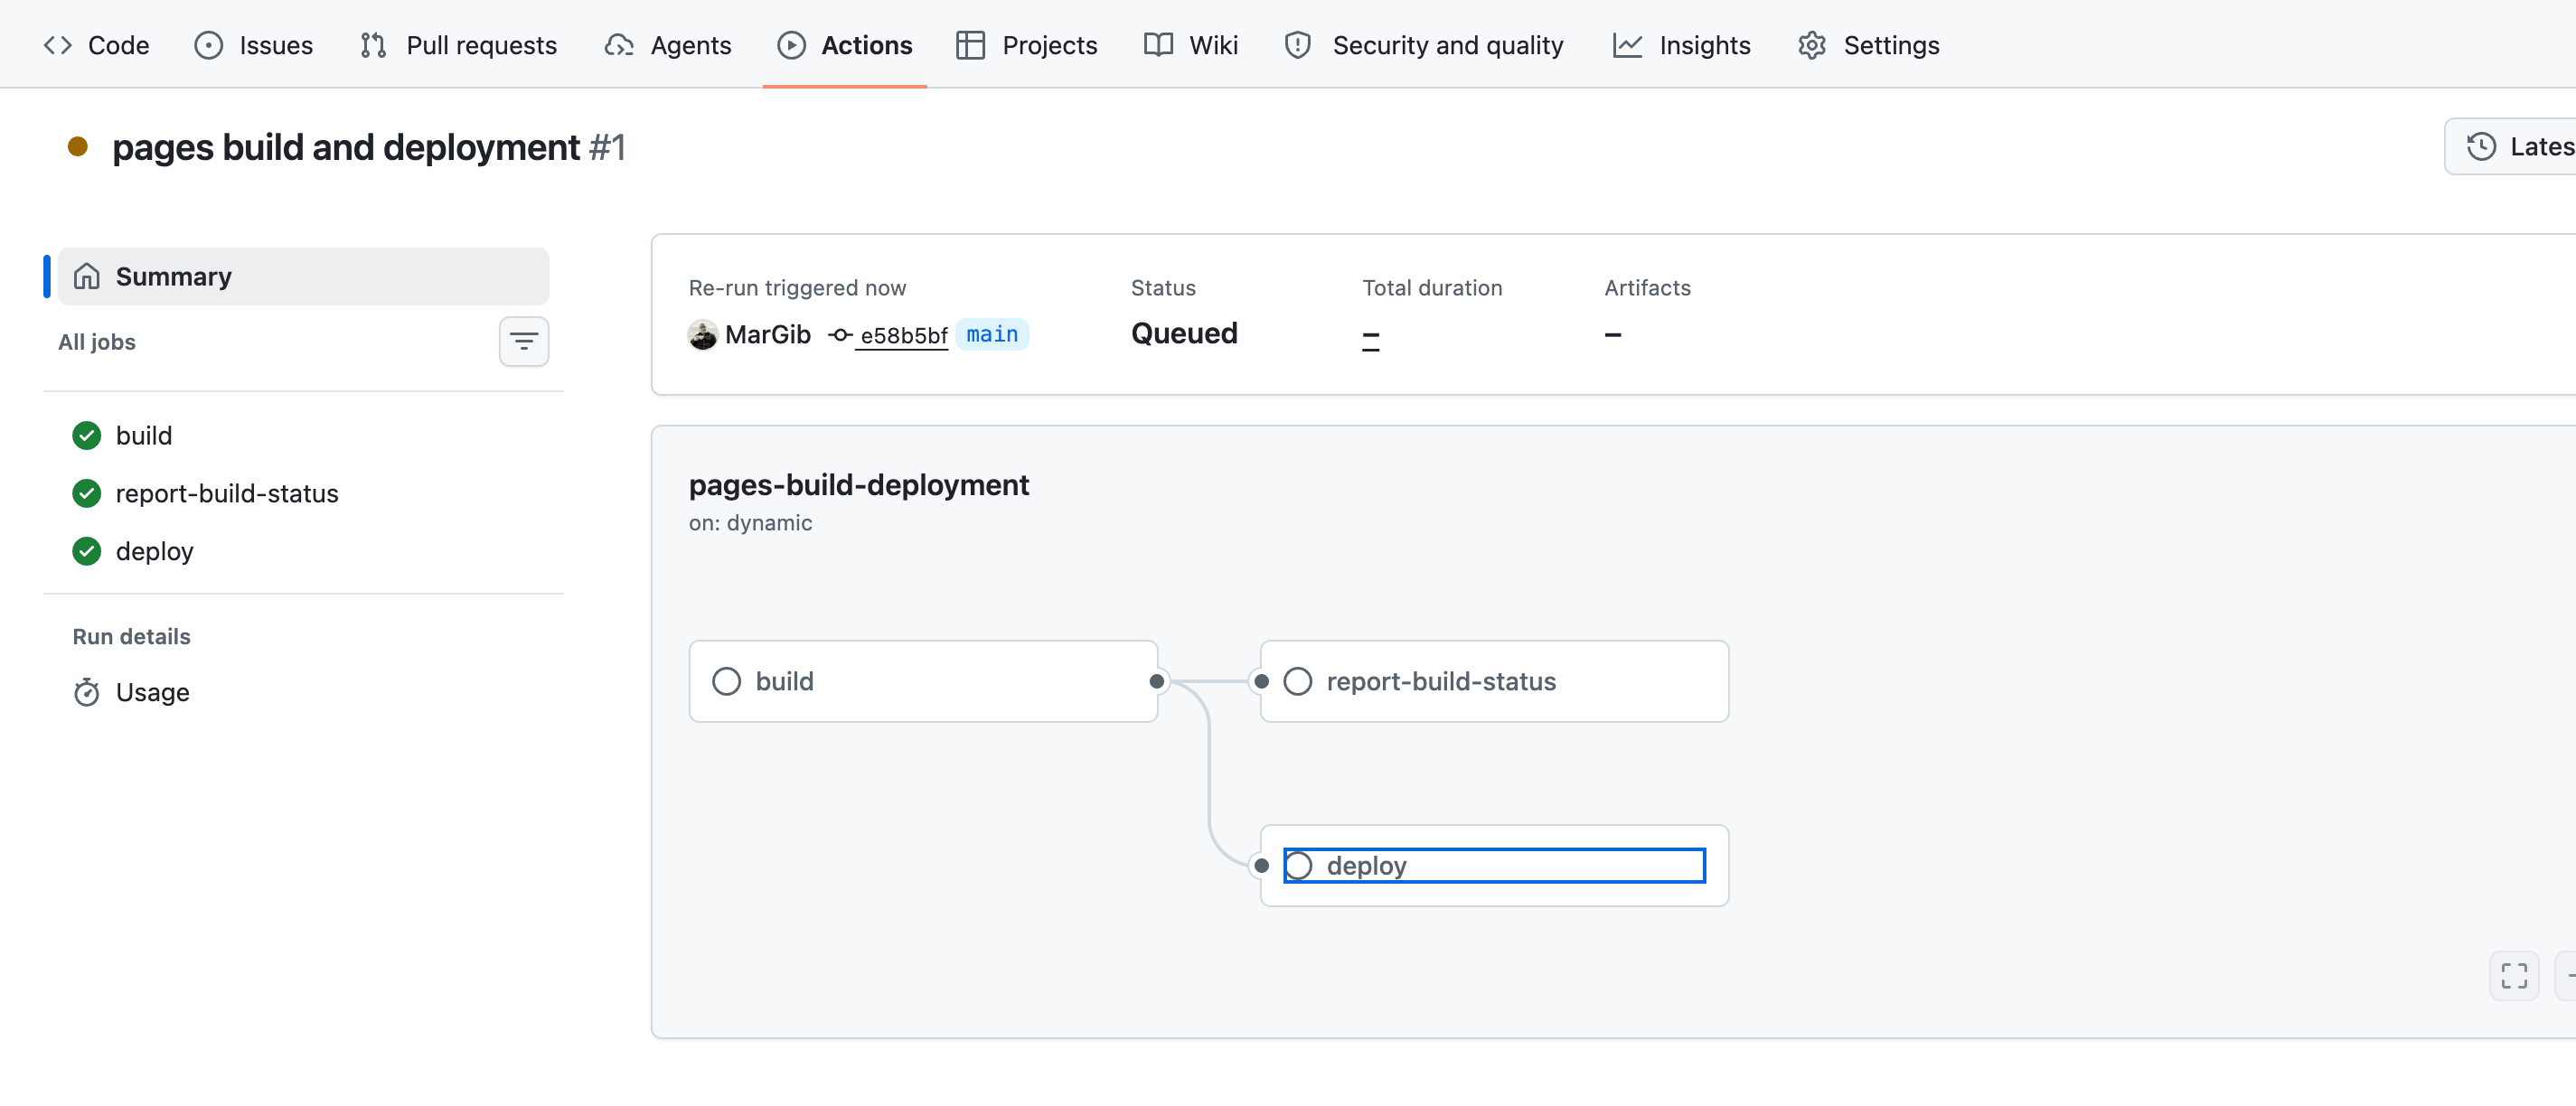 Code Issues Pull requests Agents Actions Projects Wiki Security and quality Insights Settings
pages build and deployment #1
Lates
Summary
All jobs
build
report-build-status
deploy
Run details
Usage
Re-run triggered now Status Total duration Artifacts
MarGib e58b5bf main Queued – –
pages-build-deployment
on: dynamic
build
report-build-status
deploy